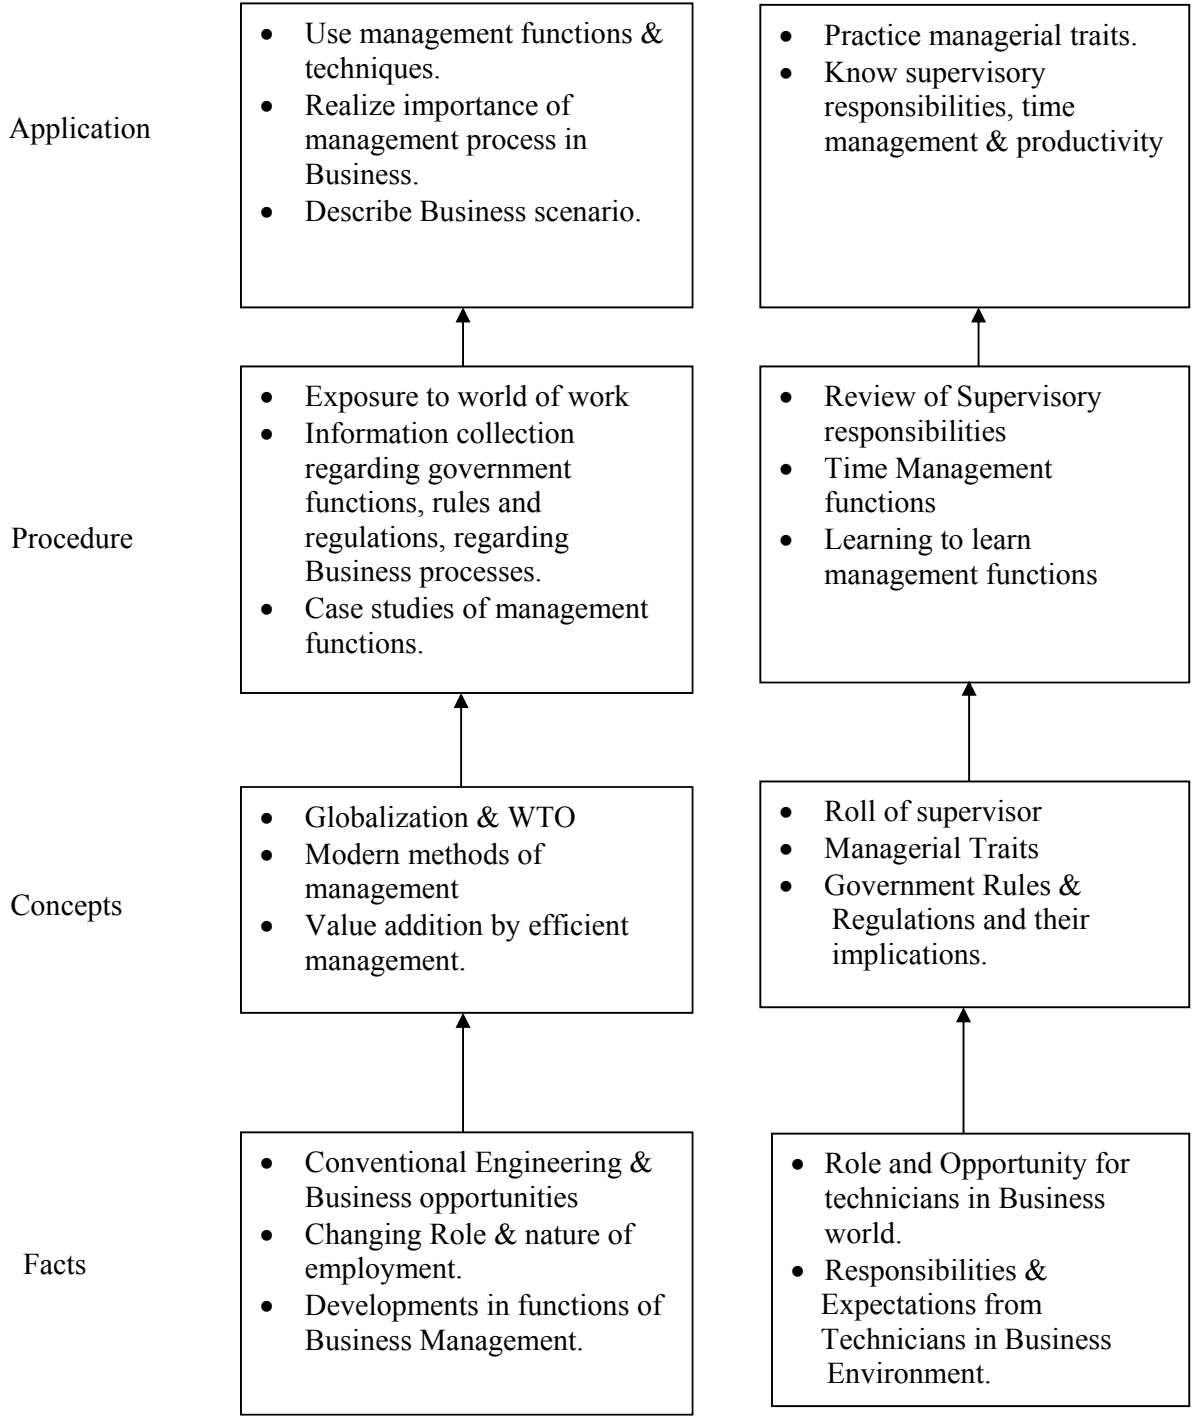 Application
• Use management functions &
techniques.
• Realize importance of
management process in
Business.
• Describe Business scenario.
• Practice managerial traits.
• Know supervisory
responsibilities, time
management & productivity
Procedure
• Exposure to world of work
• Information collection
regarding government
functions, rules and
regulations, regarding
Business processes.
• Case studies of management
functions.
• Review of Supervisory
responsibilities
• Time Management
functions
• Learning to learn
management functions
Concepts
• Globalization & WTO
• Modern methods of
management
• Value addition by efficient
management.
• Roll of supervisor
• Managerial Traits
• Government Rules &
Regulations and their
implications.
Facts
• Conventional Engineering &
Business opportunities
• Changing Role & nature of
employment.
• Developments in functions of
Business Management.
• Role and Opportunity for
technicians in Business
world.
• Responsibilities &
Expectations from
Technicians in Business
Environment.